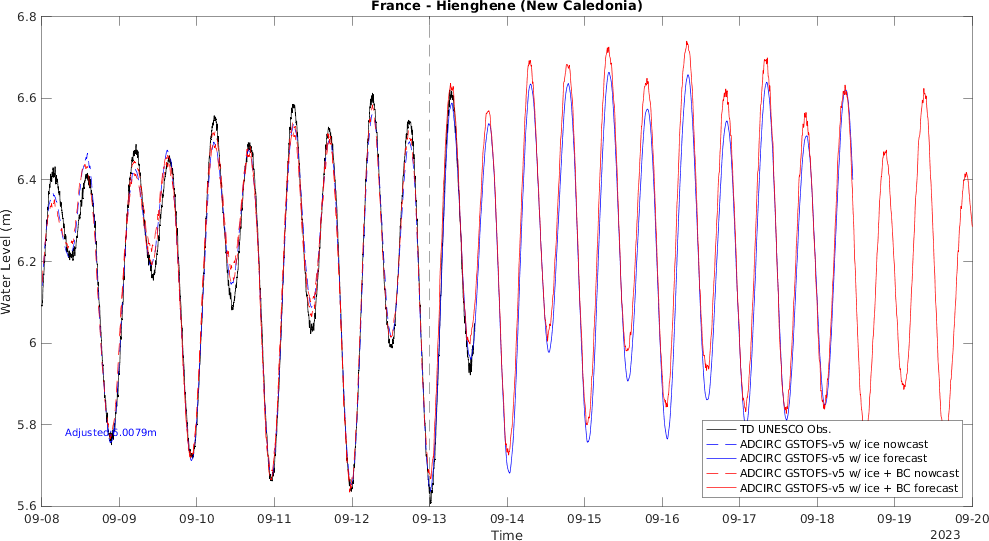 France - Hienghene (New Caledonia)
Water Level (m)
6.8
6.6
6.4
6.2
6
5.8
5.6
Adjusted 6.0079m
TD UNESCO Obs.
ADCIRC GSTOFS-v5 w/ ice nowcast
ADCIRC GSTOFS-v5 w/ ice forecast
ADCIRC GSTOFS-v5 w/ ice + BC nowcast
ADCIRC GSTOFS-v5 w/ ice + BC forecast
09-08 09-09 09-10 09-11 09-12 09-13 09-14 09-15 09-16 09-17 09-18 09-19 09-20
Time
2023